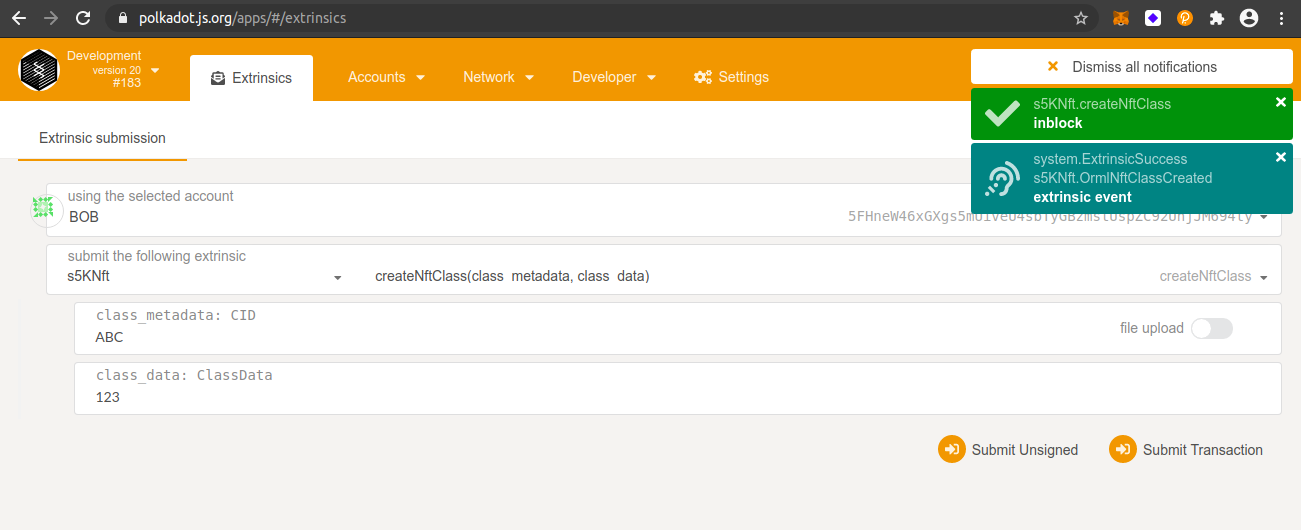 polkadot.js.org/apps/#/extrinsics
Development
version 20
#183
Extrinsics
Accounts
Network
Developer
Settings
Dismiss all notifications
s5KNft.createNftClass
inblock
system.ExtrinsicSuccess
s5KNft.OrmlNftClassCreated
extrinsic event
Extrinsic submission
using the selected account
BOB
submit the following extrinsic
s5KNft
createNftClass(class_metadata, class_data)
createNftClass
class_metadata: CID
ABC
file upload
class_data: ClassData
123
Submit Unsigned
Submit Transaction